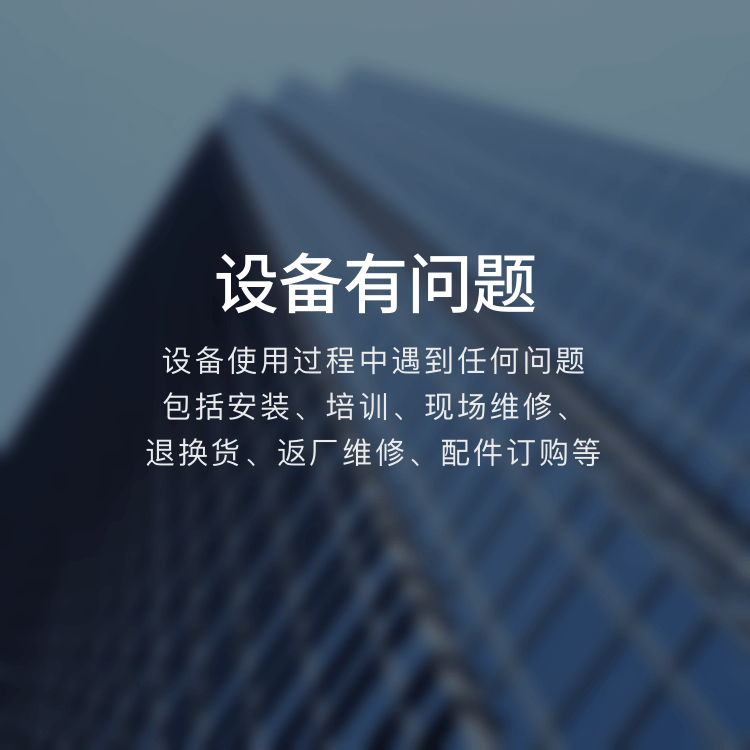 设备有问题
设备使用过程中遇到任何问题
包括安装、培训、现场维修、
退换货、返厂维修、配件订购等